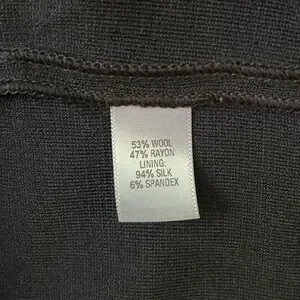 53% WOOL
47% RAYON
LINING:
94% SILK
6% SPANDEX